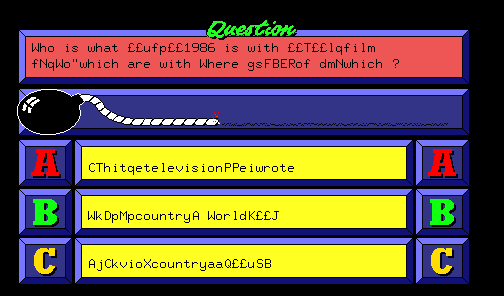 Question
Who is what ££ufp££1986 is with ££T££lqfilm
fNqWo"which are with Where gsFBERof dmNwhich ?
A CThitqetelevisionPPeiwrote A
B WkDpMpcountryA WorldK££J B
C AjCkvioXcountryaaQ££uSB C